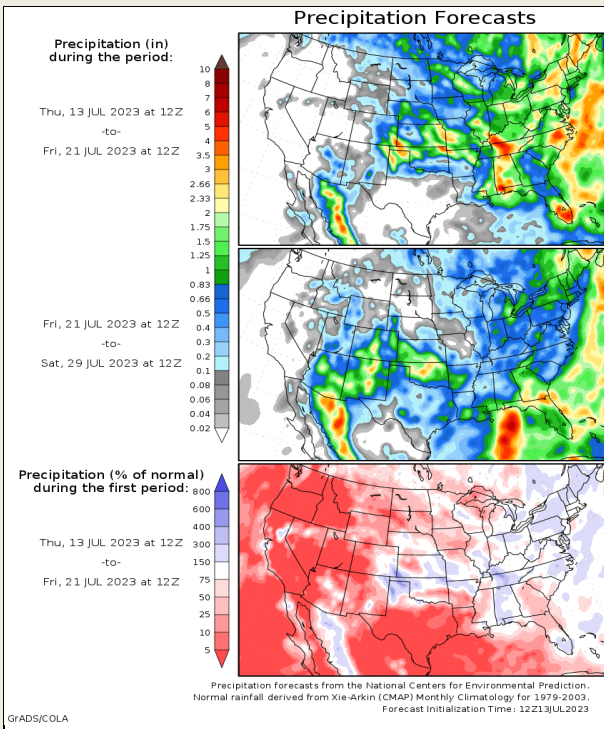 Precipitation Forecasts
Precipitation (in)
during the period:
Thu, 13 JUL 2023 at 12Z
-to-
Fri, 21 JUL 2023 at 12Z
10
8
7
6
5
4
3.5
3
2.66
2.33
2
1.75
1.5
1.25
1
0.83
0.66
0.5
0.4
0.3
0.2
0.1
0.08
0.06
0.04
0.02
Fri, 21 JUL 2023 at 12Z
-to-
Sat, 29 JUL 2023 at 12Z
Precipitation (% of normal)
during the first period:
Thu, 13 JUL 2023 at 12Z
-to-
Fri, 21 JUL 2023 at 12Z
800
600
400
300
150
75
50
25
10
5
Precipitation forecasts from the National Centers for Environmental Prediction.
Normal rainfall derived from Xie-Arkin (CMAP) Monthly Climatology for 1979-2003.
Forecast Initialization Time: 12Z13JUL2023
GrADS/COLA